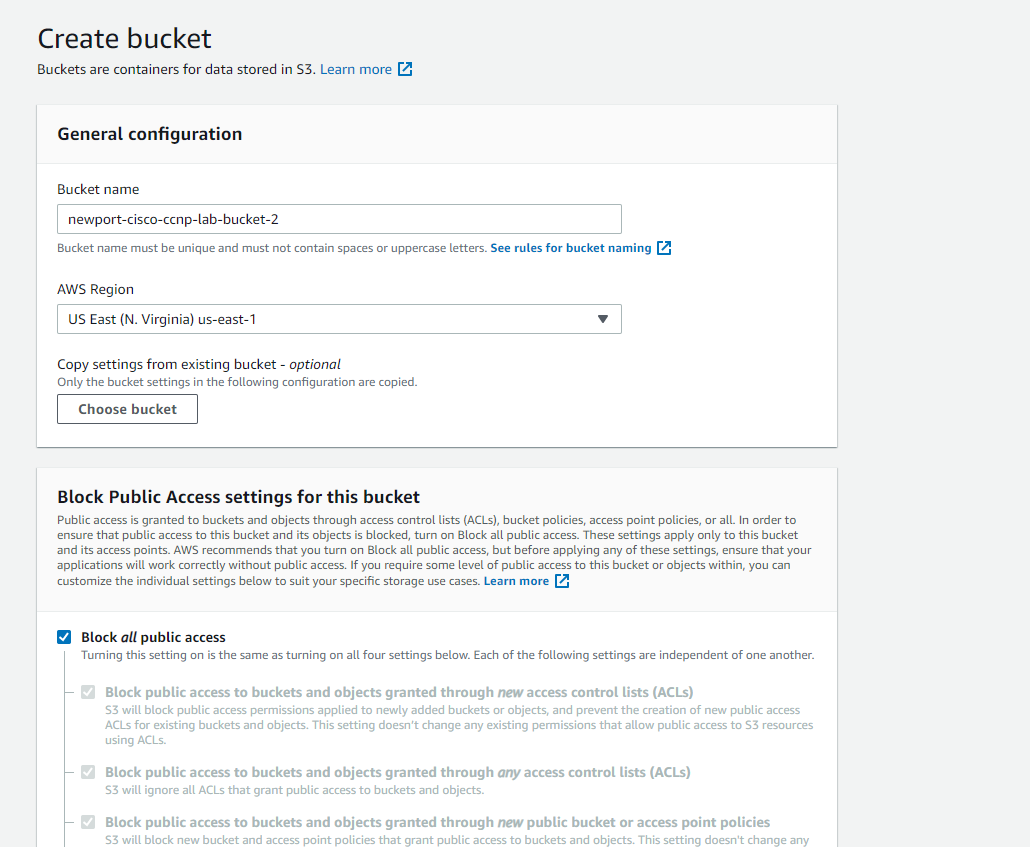 Create bucket
Buckets are containers for data stored in S3. Learn more
General configuration
Bucket name
newport-cisco-ccnp-lab-bucket-2
Bucket name must be unique and must not contain spaces or uppercase letters. See rules for bucket naming
AWS Region
US East (N. Virginia) us-east-1
Copy settings from existing bucket - optional
Only the bucket settings in the following configuration are copied.
Choose bucket
Block Public Access settings for this bucket
Public access is granted to buckets and objects through access control lists (ACLs), bucket policies, access point policies, or all. In order to
ensure that public access to this bucket and its objects is blocked, turn on Block all public access. These settings apply only to this bucket
and its access points. AWS recommends that you turn on Block all public access, but before applying any of these settings, ensure that your
applications will work correctly without public access. If you require some level of public access to this bucket or objects within, you can
customize the individual settings below to suit your specific storage use cases. Learn more
Block all public access
Turning this setting on is the same as turning on all four settings below. Each of the following settings are independent of one another.
Block public access to buckets and objects granted through new access control lists (ACLs)
S3 will block public access permissions applied to newly added buckets or objects, and prevent the creation of new public access
ACLs for existing buckets and objects. This setting doesn't change any existing permissions that allow public access to S3 resources
using ACLs.
Block public access to buckets and objects granted through any access control lists (ACLs)
S3 will ignore all ACLs that grant public access to buckets and objects.
Block public access to buckets and objects granted through new public bucket or access point policies
S3 will block new bucket and access point policies that grant public access to buckets and objects. This setting doesn't change any